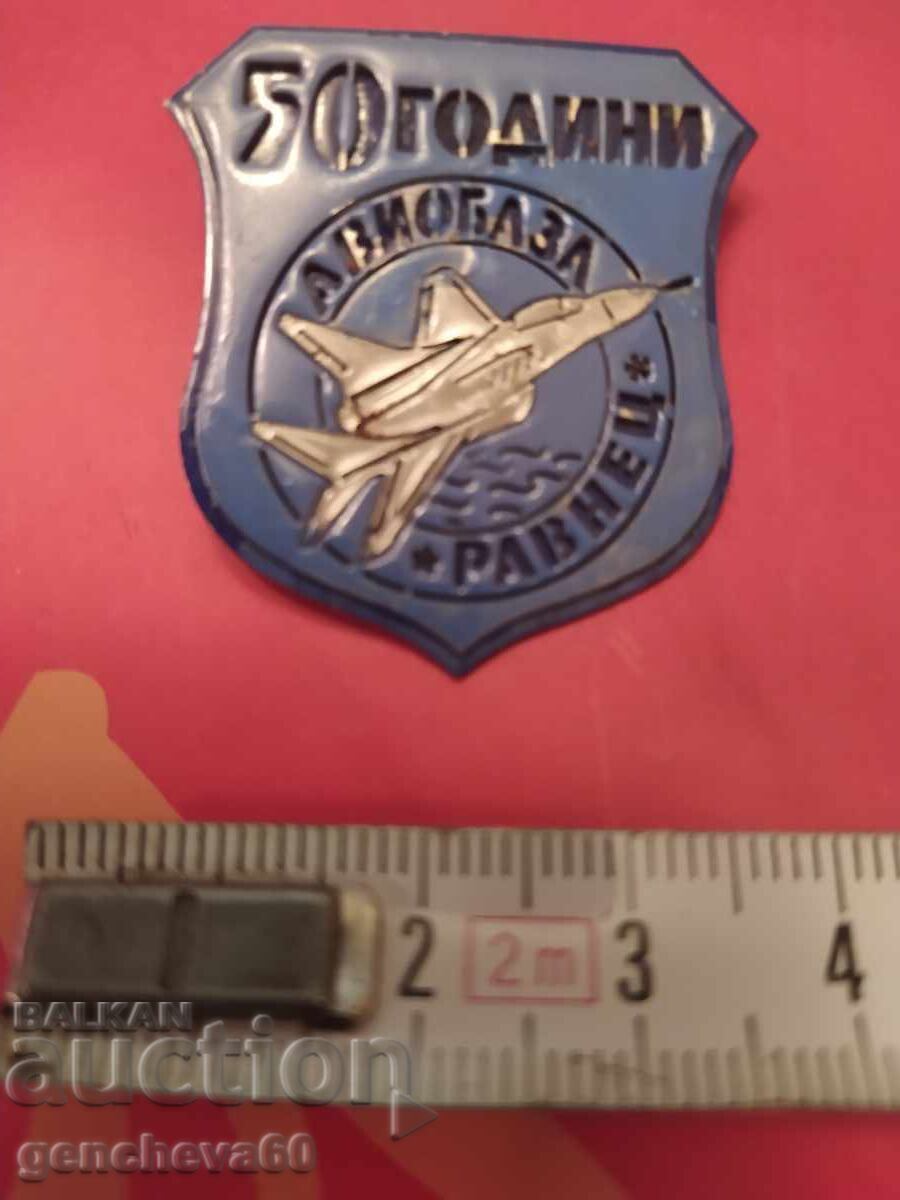 50 ГОДИНИ
АВИОБАЗА
* РАВНЕЦ *
2 2m 3 4
BALKAN
auction
gencheva60